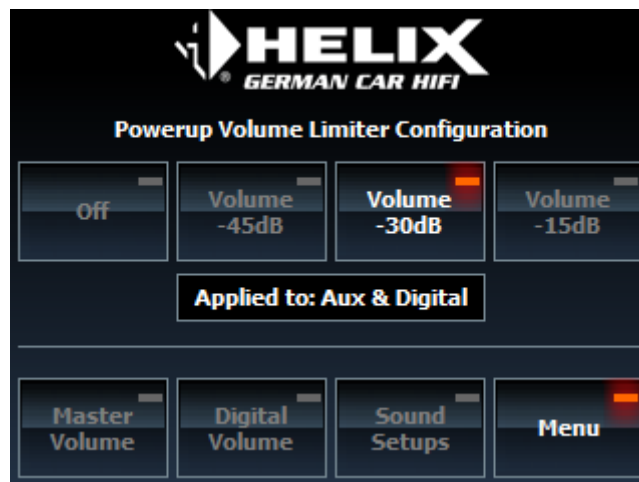 HELIX
GERMAN CAR HIFI
Powerup Volume Limiter Configuration
Off
Volume
-45dB
Volume
-30dB
Volume
-15dB
Applied to: Aux & Digital
Master
Volume
Digital
Volume
Sound
Setups
Menu